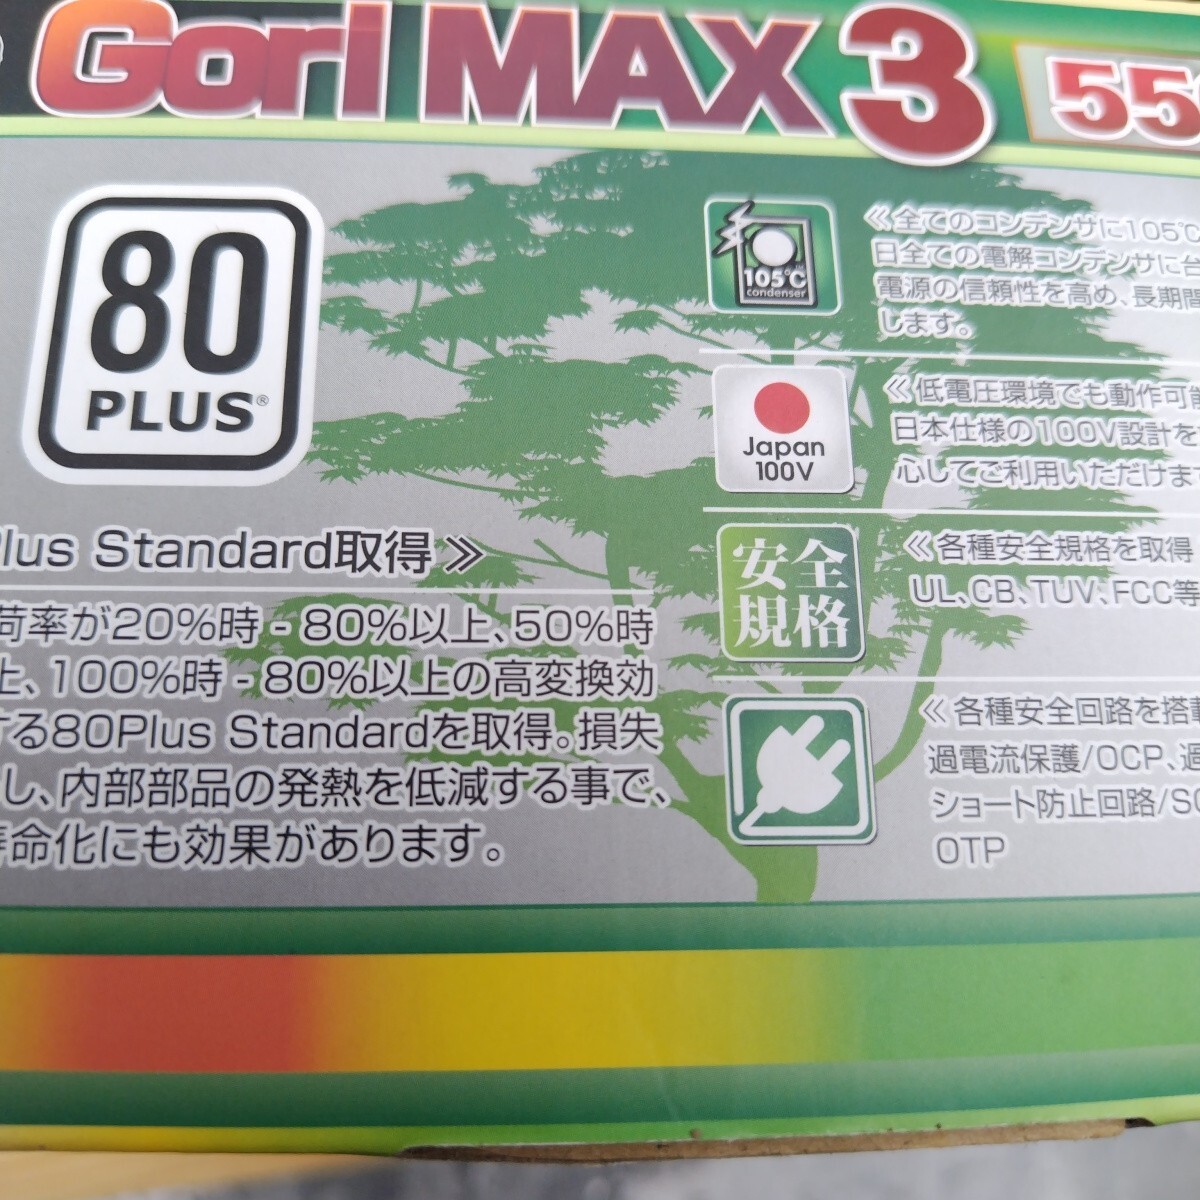 Gori MAX 3 55
80
PLUS®
Plus Standard取得≫
荷率が20%時 - 80%以上、50%時
上、100%時 - 80%以上の高変換効
する80Plus Standardを取得。損失
し、内部部品の発熱を低減する事で、
寿命化にも効果があります。
105℃
condenser
≪全てのコンデンサに105℃
日全ての電解コンデンサに台
電源の信頼性を高め、長期間
します。
Japan
100V
≪低電圧環境でも動作可能
日本仕様の100V設計を
心してご利用いただけま
安全
規格
≪各種安全規格を取得
UL、CB、TUV、FCC等
≪各種安全回路を搭載
過電流保護/OCP、過
ショート防止回路/S
OTP